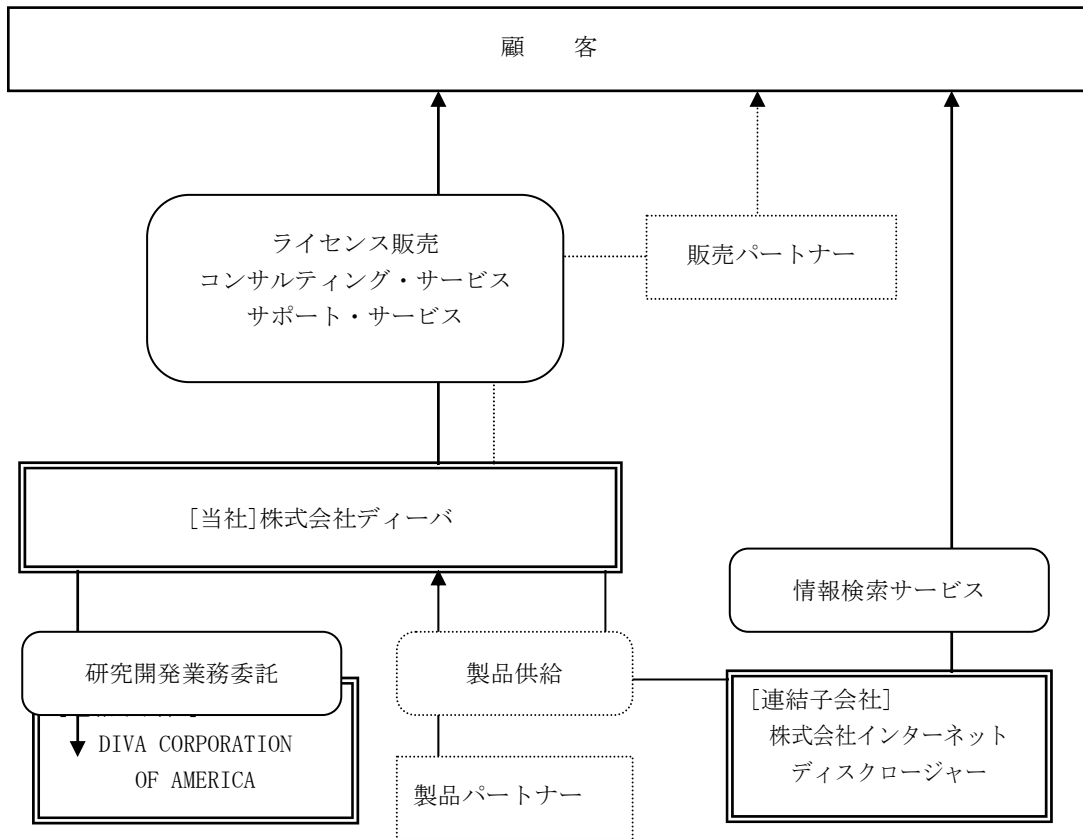 顧　　客
ライセンス販売
コンサルティング・サービス
サポート・サービス
販売パートナー
[当社]株式会社ディーバ
情報検索サービス
研究開発業務委託
製品供給
DIVA CORPORATION
OF AMERICA
[連結子会社]
株式会社インターネット
ディスクロージャー
製品パートナー